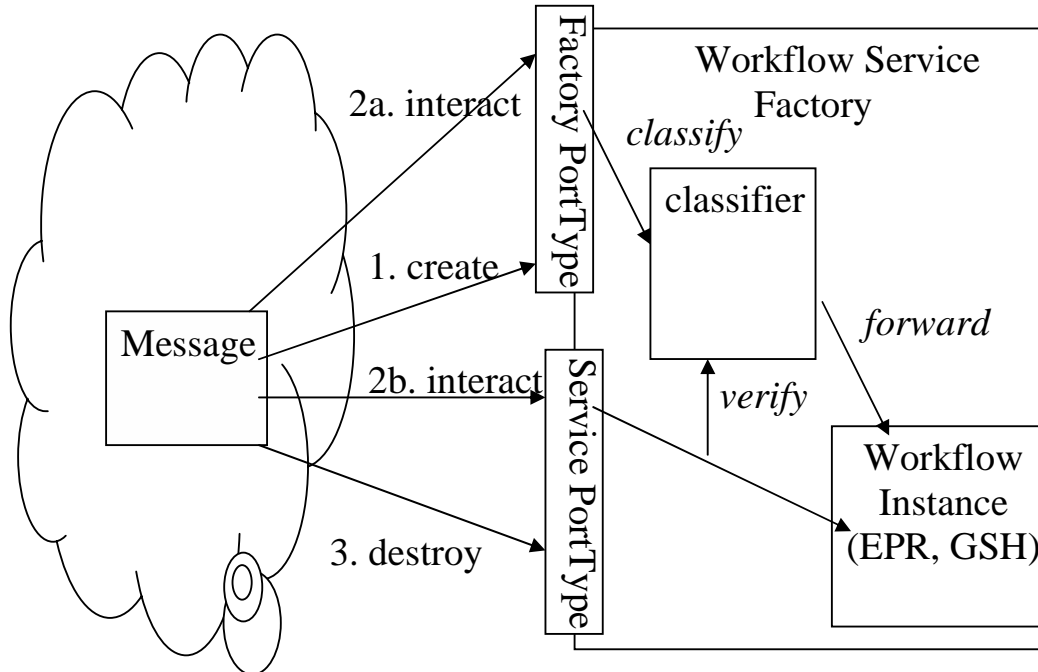 Workflow Service
Factory
Factory PortType
2a. interact
classify
classifier
1. create
forward
Message
Service PortType
2b. interact
verify
Workflow
Instance
(EPR, GSH)
3. destroy